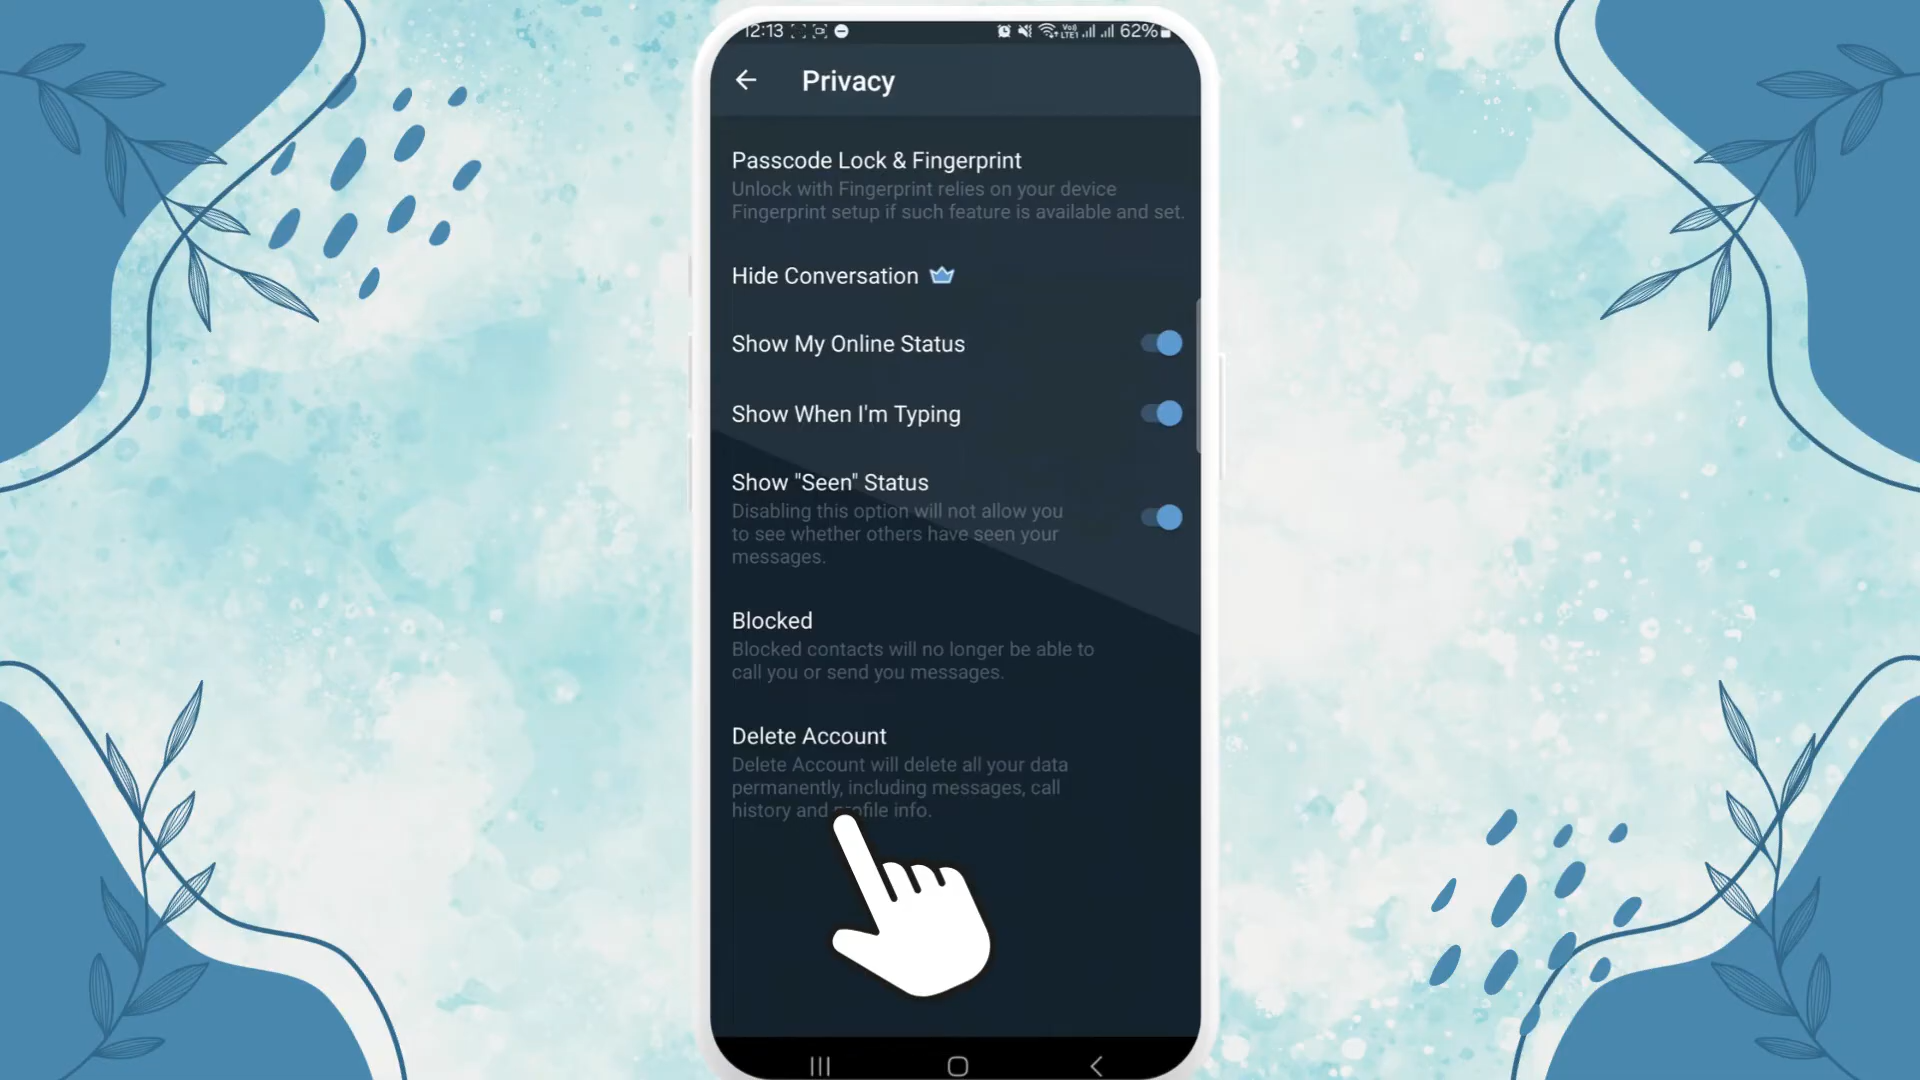 12:13 Vo) LTE1 62%
Privacy
Passcode Lock & Fingerprint
Unlock with Fingerprint relies on your device
Fingerprint setup if such feature is available and set.
Hide Conversation
Show My Online Status
Show When I'm Typing
Show "Seen" Status
Disabling this option will not allow you
to see whether others have seen your
messages.
Blocked
Blocked contacts will no longer be able to
call you or send you messages.
Delete Account
Delete Account will delete all your data
permanently, including messages, call
history and profile info.